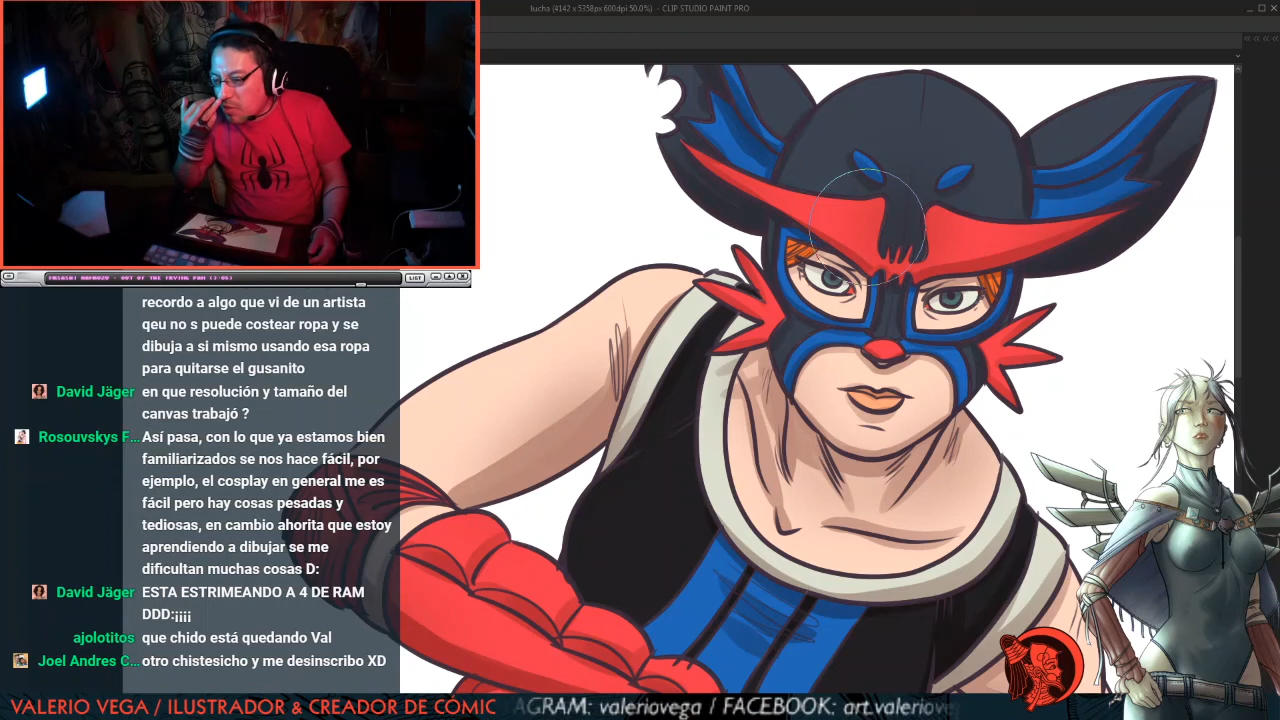 lucha (4142 x 5358px 600dpi 50.0%) - CLIP STUDIO PAINT PRO
LIST
recordo a algo que vi de un artista
qeu no s puede costear ropa y se
dibuja a si mismo usando esa ropa
para quitarse el gusanito
David Jäger en que resolución y tamaño del
canvas trabajó ?
Rosouvskys F... Así pasa, con lo que ya estamos bien
familiarizados se nos hace fácil, por
ejemplo, el cosplay en general me es
fácil pero hay cosas pesadas y
tediosas, en cambio ahorita que estoy
aprendiendo a dibujar se me
dificultan muchas cosas D:
David Jäger ESTA ESTRIMEANDO A 4 DE RAM
DDD:¡¡¡¡
ajolotitos que chido está quedando Val
Joel Andres C... otro chistesicho y me desinscribo XD
VALERIO VEGA / ILUSTRADOR & CREADOR DE CÓMIC AGRAM: valeriovega / FACEBOOK: art.valeriove